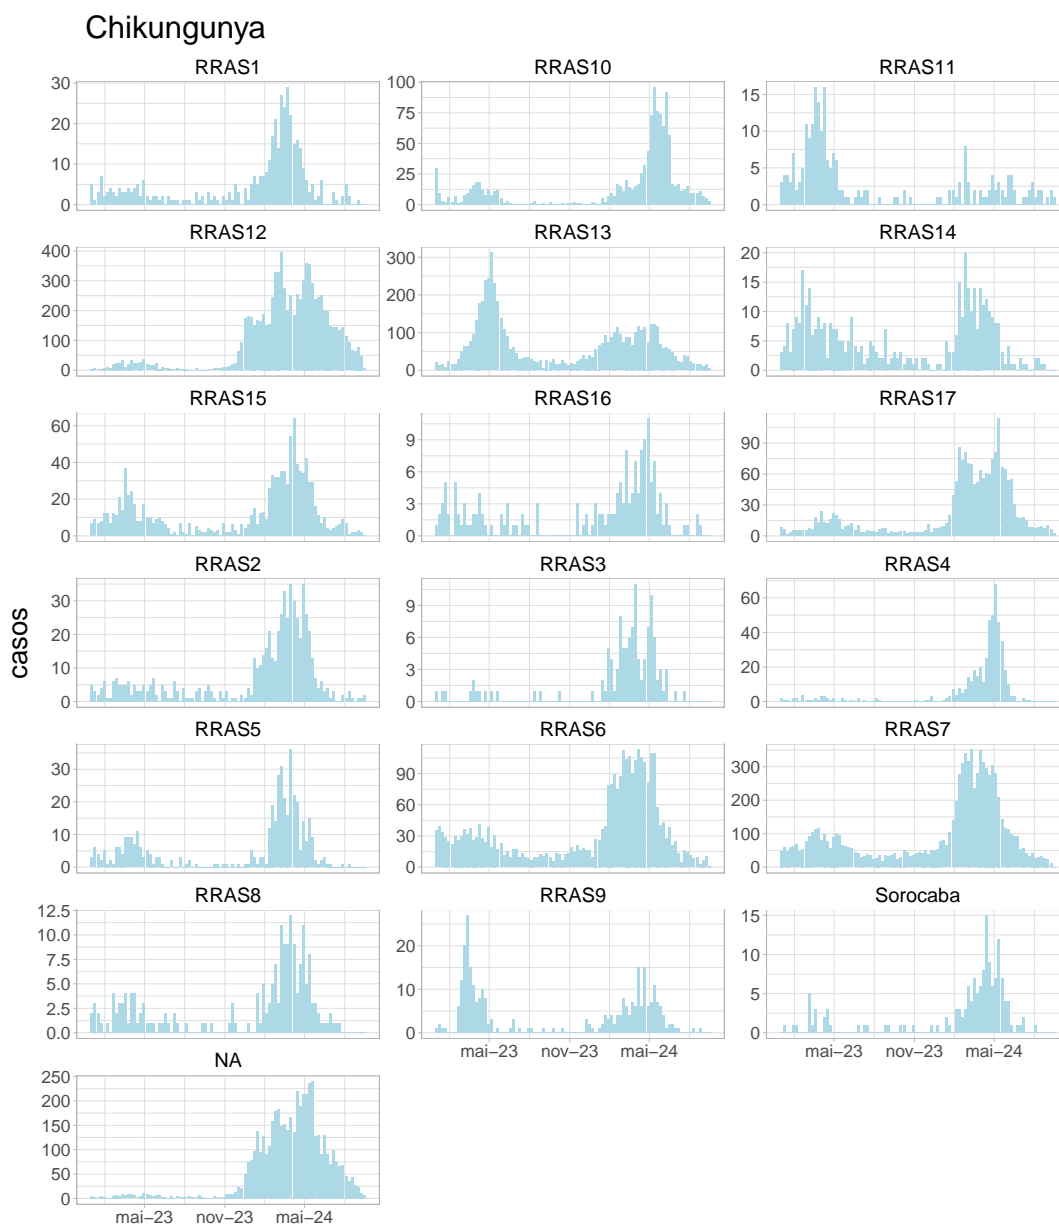 Chikungunya
RRAS1 RRAS10 RRAS11
30 20 10 0
100 75 50 25 0
15 10 5 0
RRAS12 RRAS13 RRAS14
400 300 200 100 0
300 200 100 0
20 15 10 5 0
RRAS15 RRAS16 RRAS17
60 40 20 0
9 6 3 0
90 60 30 0
RRAS2 RRAS3 RRAS4
30 20 10 0
9 6 3 0
60 40 20 0
casos
RRAS5 RRAS6 RRAS7
30 20 10 0
90 60 30 0
300 200 100 0
RRAS8 RRAS9 Sorocaba
12.5 10.0 7.5 5.0 2.5 0.0
20 10 0
15 10 5 0
mai−23 nov−23 mai−24
mai−23 nov−23 mai−24
NA
250 200 150 100 50 0
mai−23 nov−23 mai−24